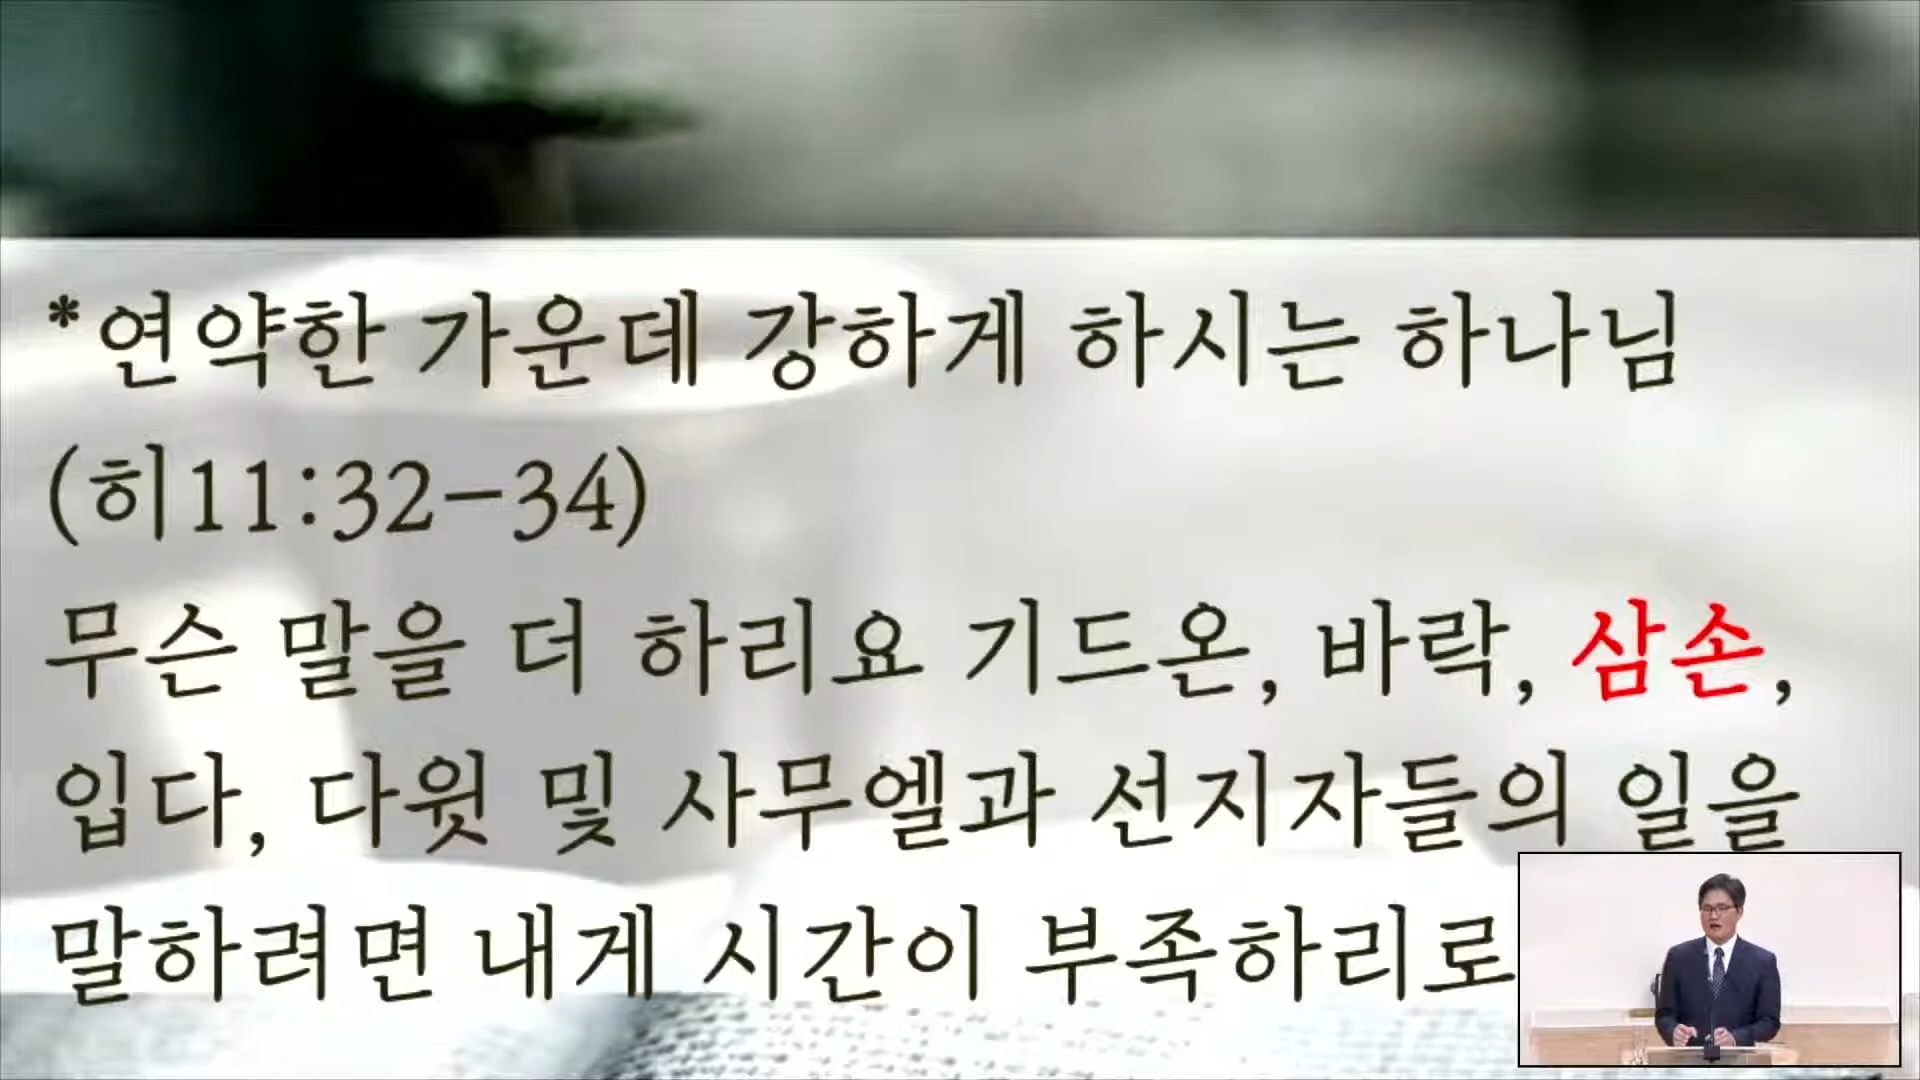 *연약한 가운데 강하게 하시는 하나님
(히11:32-34)
무슨 말을 더 하리요 기드온, 바락, 삼손,
입다, 다윗 및 사무엘과 선지자들의 일을
말하려면 내게 시간이 부족하리로